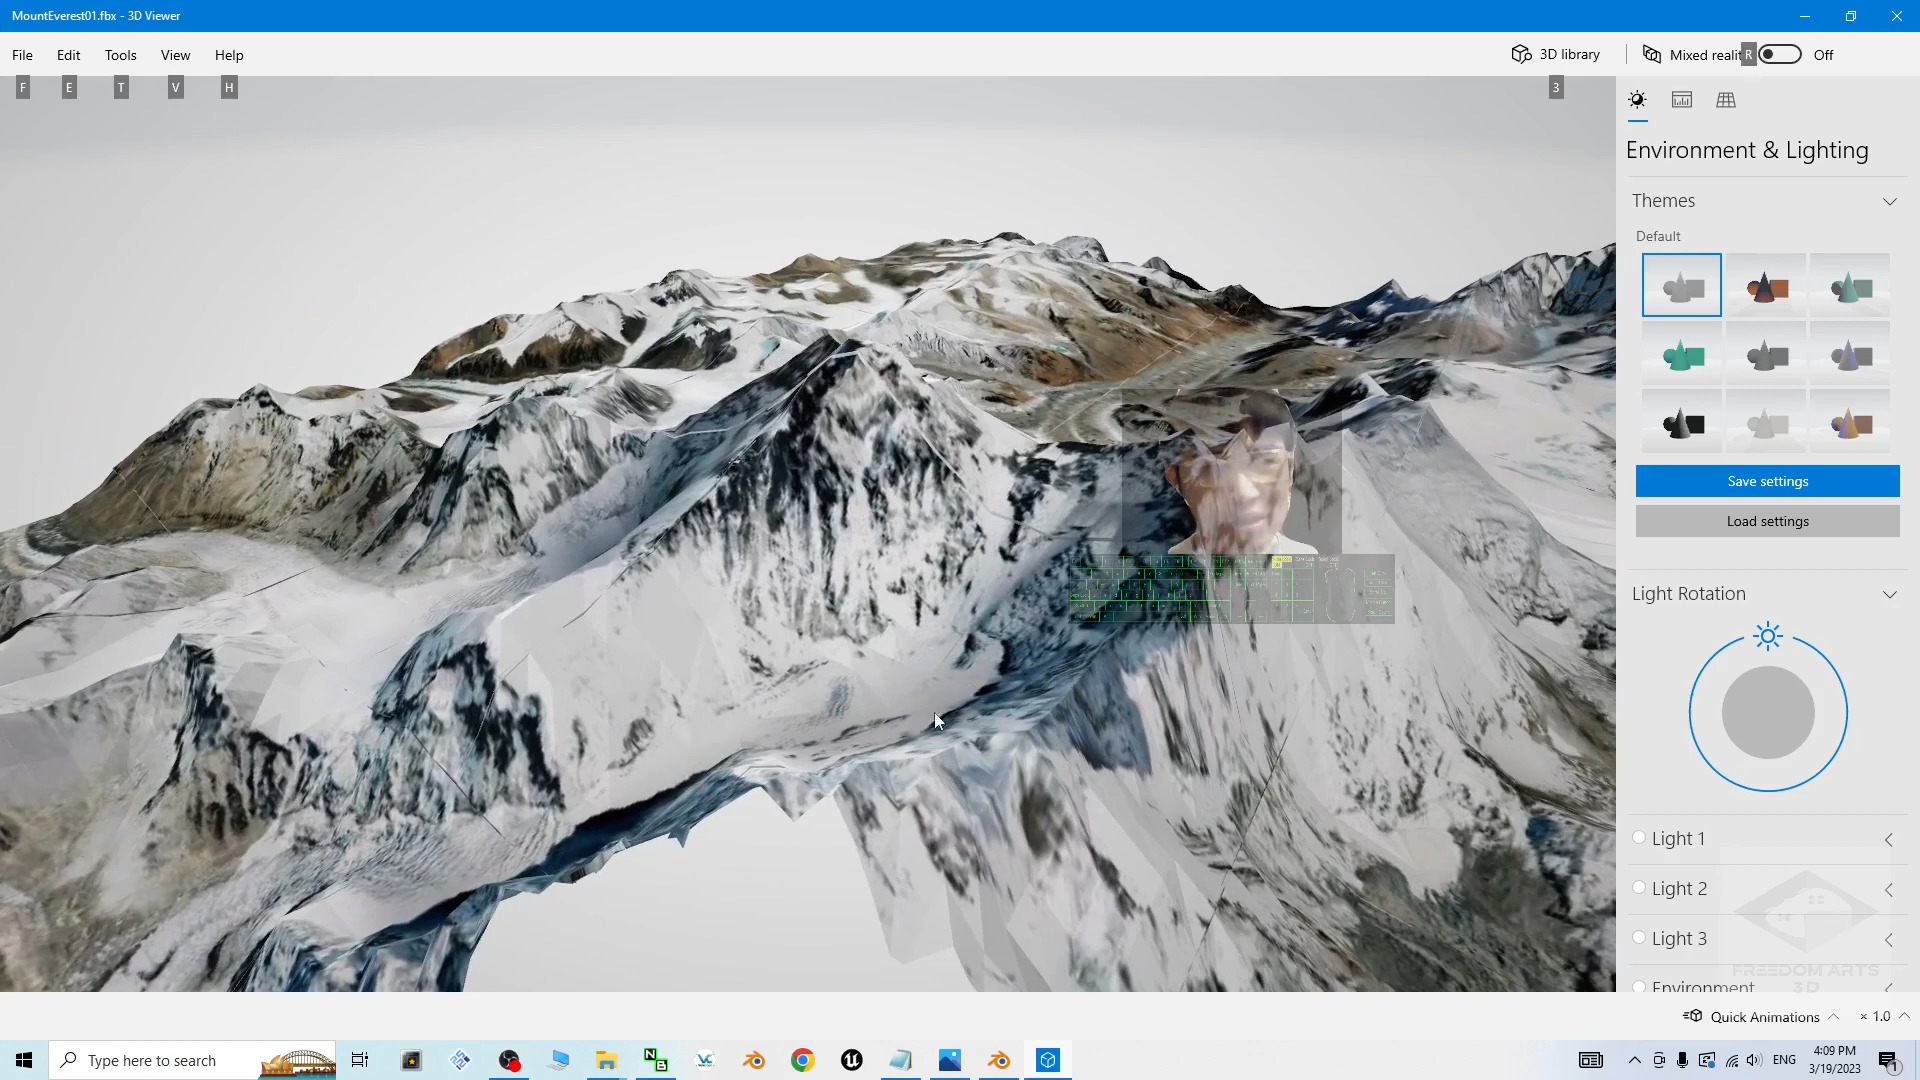 MountEverest01.fbx - 3D Viewer
File Edit Tools View Help
3D library
Mixed realit
R
Off
F E T V H
3
Environment & Lighting
Themes
Default
Save settings
Load settings
Light Rotation
Light 1
Light 2
Light 3
Environment
FREEDOM ARTS
3D
Quick Animations
× 1.0
Type here to search
ENG
4:09 PM
3/19/2023
1